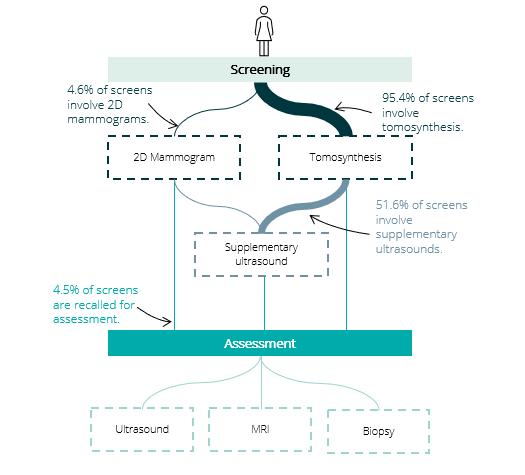 Screening
4.6% of screens
involve 2D
mammograms.
95.4% of screens
involve
tomosynthesis.
2D Mammogram
Tomosynthesis
51.6% of screens
involve
supplementary
ultrasounds.
Supplementary
ultrasound
4.5% of screens
are recalled for
assessment.
Assessment
Ultrasound
MRI
Biopsy